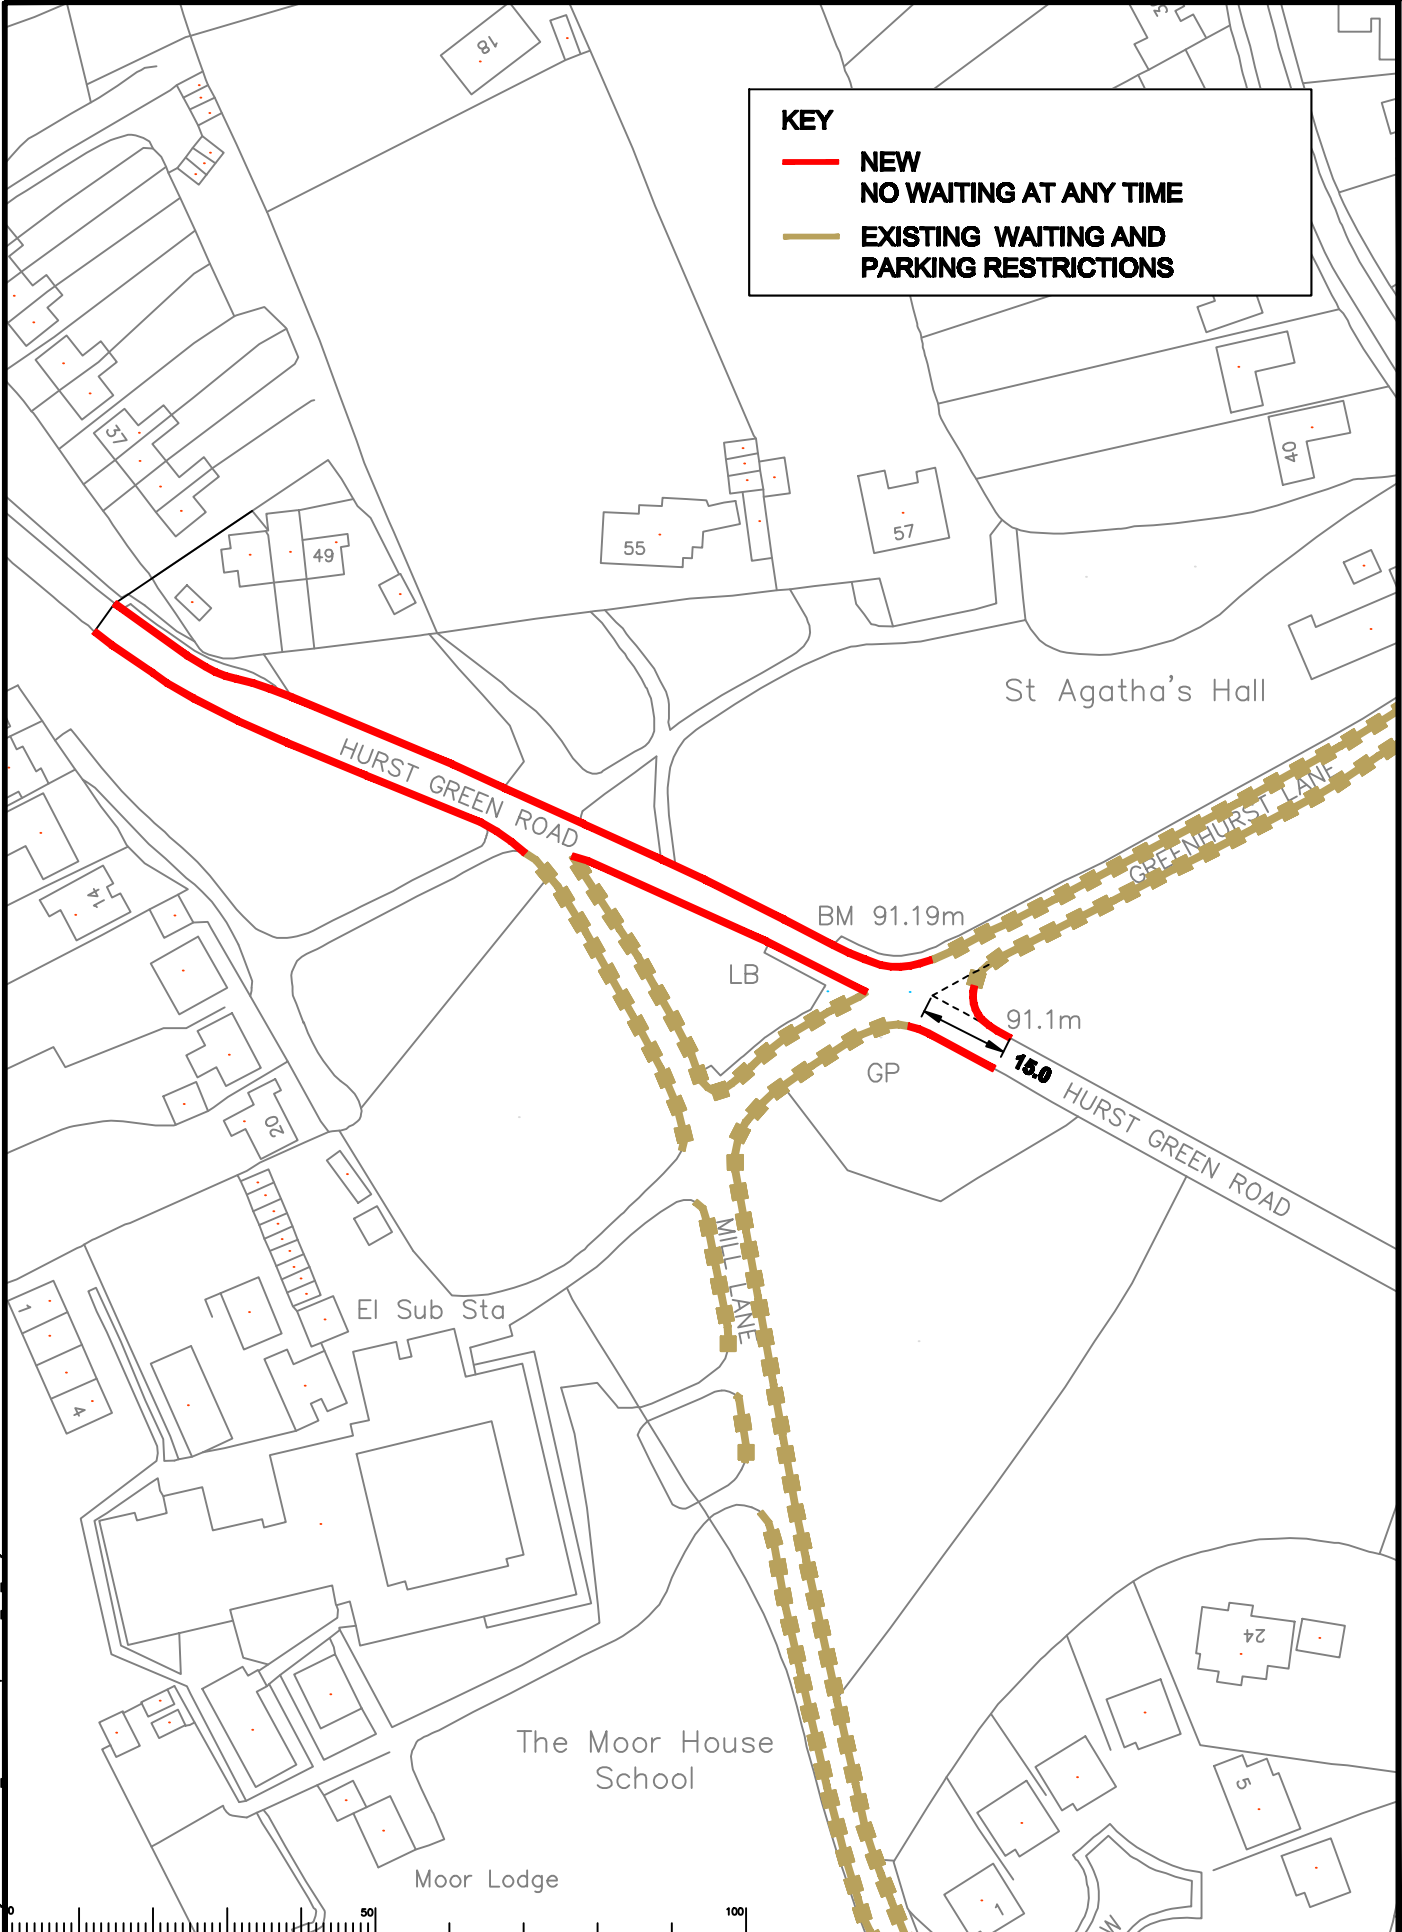 18
KEY
NEW
NO WAITING AT ANY TIME
EXISTING WAITING AND
PARKING RESTRICTIONS
37
40
49
55
57
St Agatha's Hall
HURST GREEN ROAD
GREENHURST LANE
14
BM 91.19m
LB
91.1m
GP
15.0
HURST GREEN ROAD
20
MILL LANE
El Sub Sta
1
4
24
The Moor House
School
5
Moor Lodge
1
0
50
100